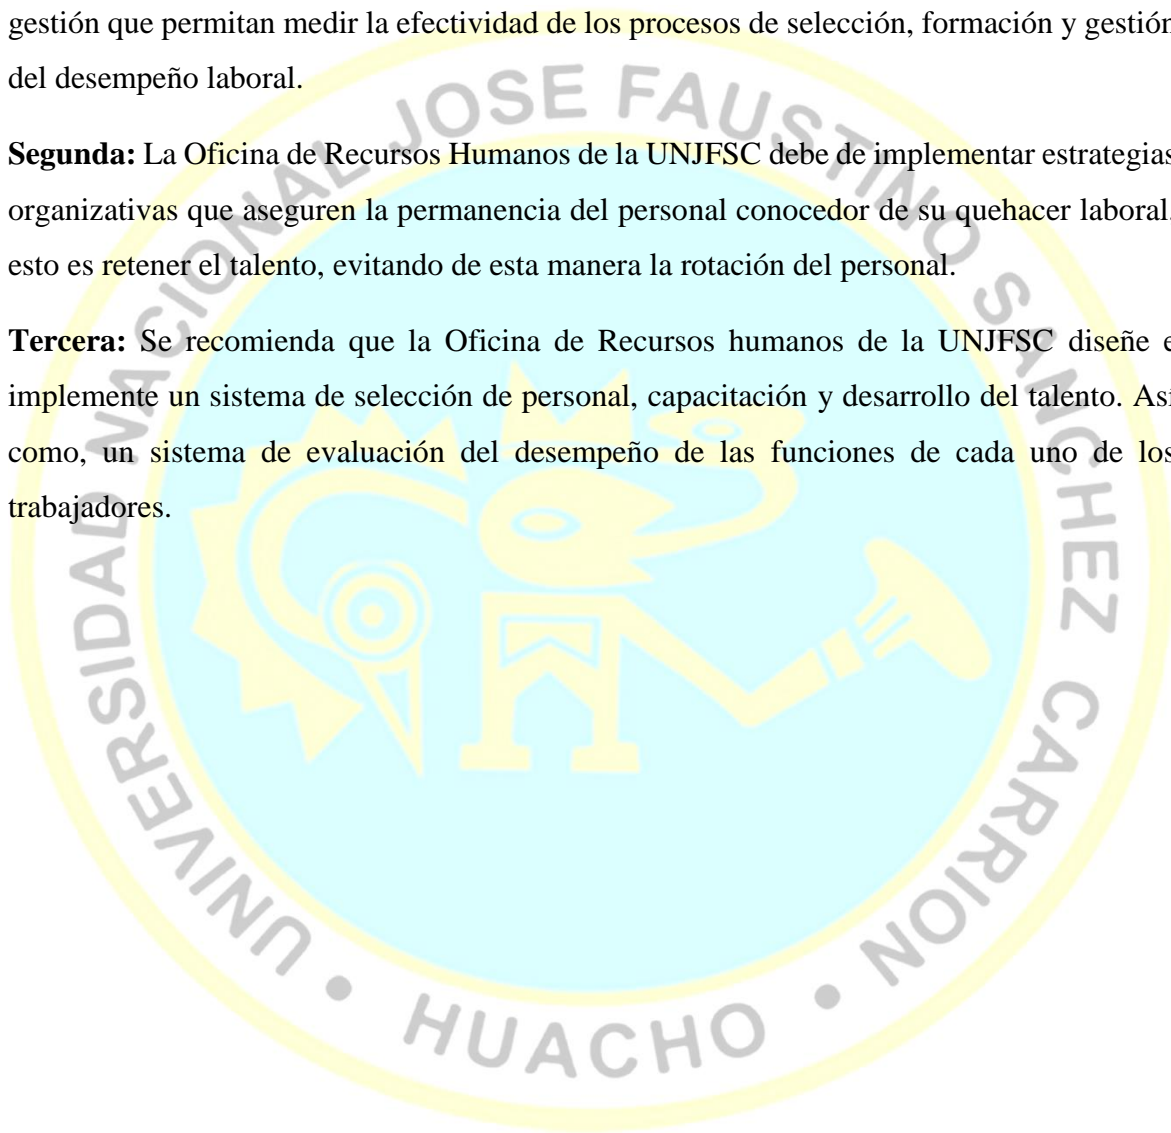 gestión que permitan medir la efectividad de los procesos de selección, formación y gestión
del desempeño laboral.
Segunda: La Oficina de Recursos Humanos de la UNJFSC debe de implementar estrategias
organizativas que aseguren la permanencia del personal conocedor de su quehacer laboral,
esto es retener el talento, evitando de esta manera la rotación del personal.
Tercera: Se recomienda que la Oficina de Recursos humanos de la UNJFSC diseñe e
implemente un sistema de selección de personal, capacitación y desarrollo del talento. Así
como, un sistema de evaluación del desempeño de las funciones de cada uno de los
trabajadores.
UNIVERSIDAD NACIONAL JOSE FAUSTINO SANCHEZ CARRION
• HUACHO •